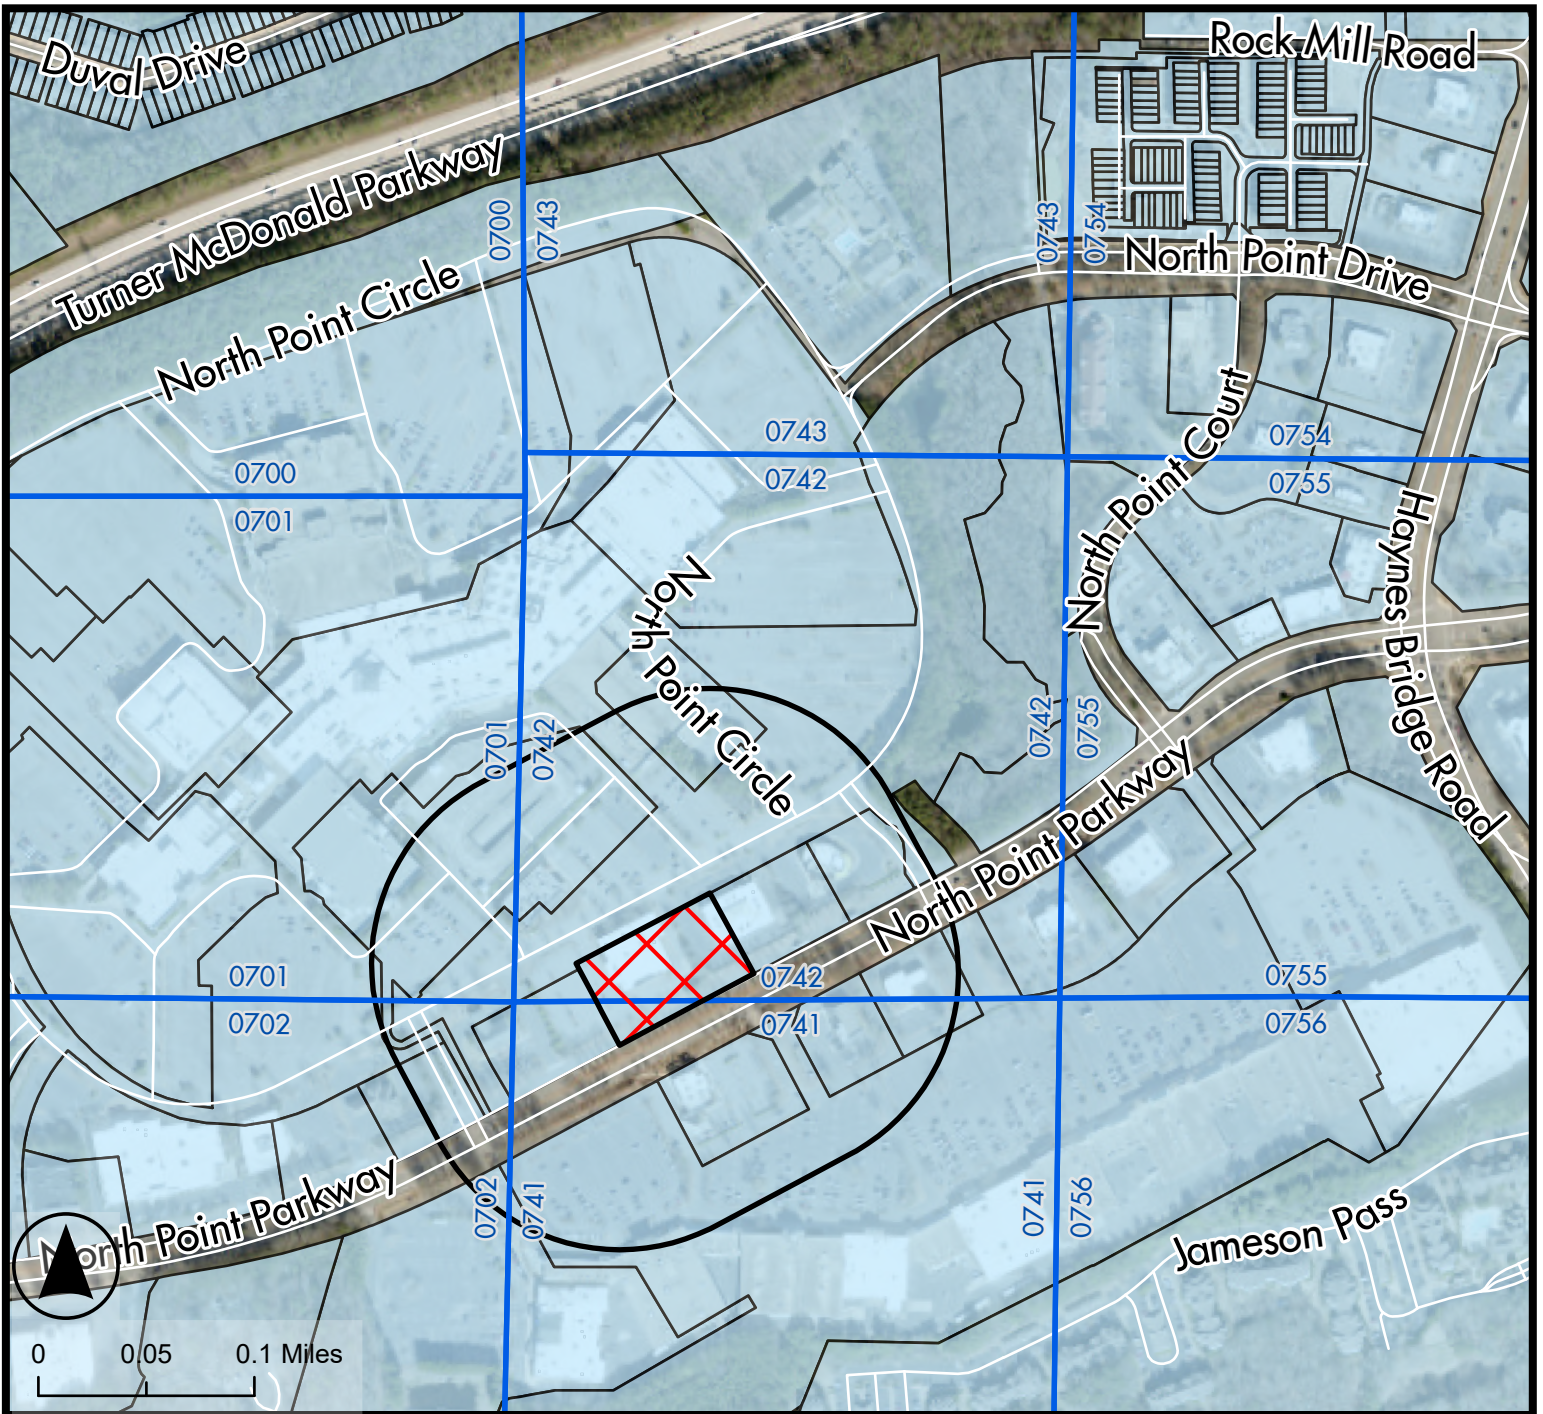 Rock Mill Road
Duval Drive
Turner McDonald Parkway
0700
0743
0743
0754
North Point Drive
North Point Circle
North Point Court
0743
0742
0754
0755
0700
0701
Haynes Bridge Road
North Point Circle
0701
0742
0742
0755
North Point Parkway
0701
0702
0742
0741
0755
0756
0702
0741
0741
0756
North Point Parkway
Jameson Pass
0 0.05 0.1 Miles